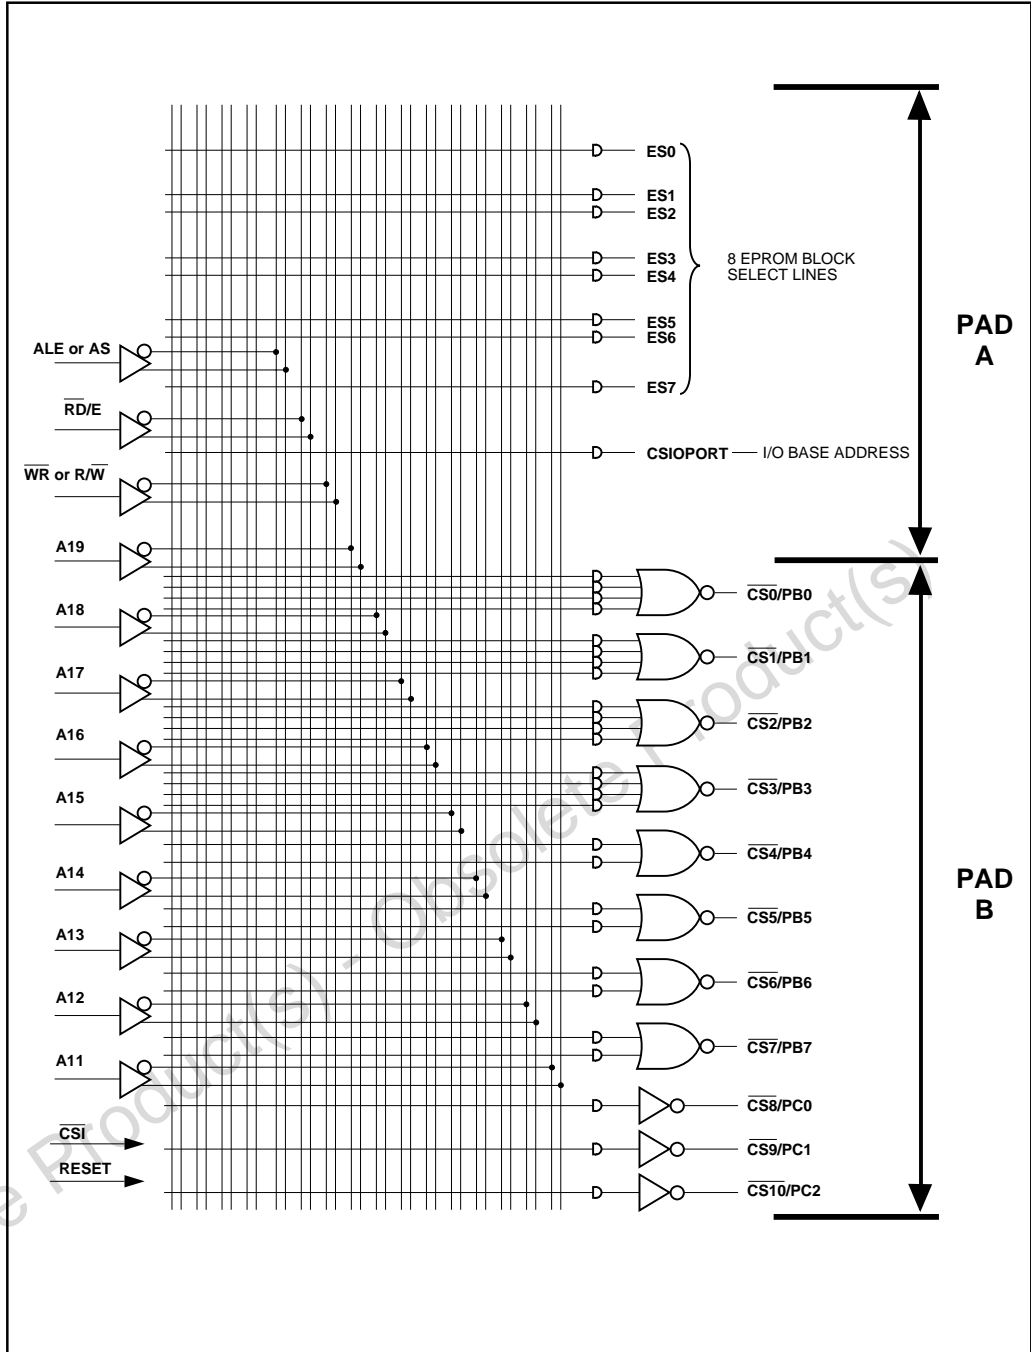 ES0
ES1
ES2
ES3
ES4
ES5
ES6
ES7
8 EPROM BLOCK
SELECT LINES
CSIOPORT
I/O BASE ADDRESS
PAD
A
ALE or AS
RD/E
WR or R/W
A19
A18
A17
A16
A15
A14
A13
A12
A11
CSI
RESET
CS0/PB0
CS1/PB1
CS2/PB2
CS3/PB3
CS4/PB4
CS5/PB5
CS6/PB6
CS7/PB7
CS8/PC0
CS9/PC1
CS10/PC2
PAD
B
e Product(s) - Obsolete Product(s)